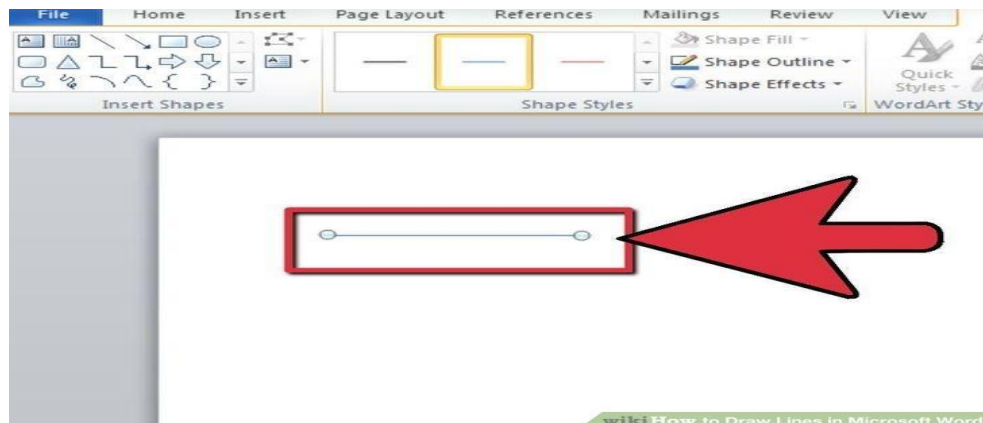 File Home Insert Page Layout References Mailings Review View
Shape Fill
Shape Outline
Shape Effects
Quick
Styles
Insert Shapes Shape Styles WordArt Sty
wikiHow to Draw Lines in Microsoft Word